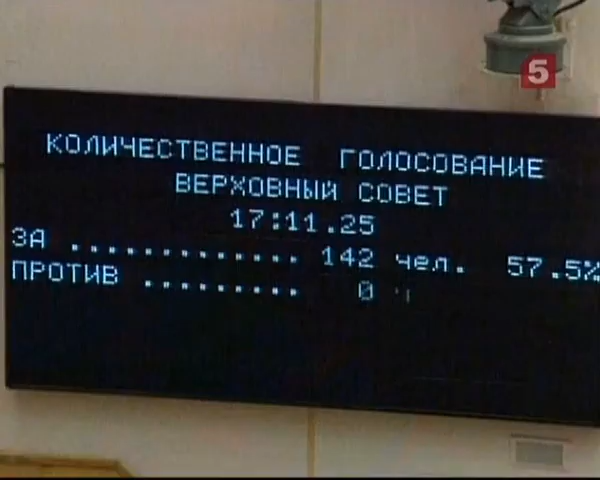 5
КОЛИЧЕСТВЕННОЕ ГОЛОСОВАНИЕ
ВЕРХОВНЫЙ СОВЕТ
17:11.25
ЗА ............. 142 чел. 57.5%
ПРОТИВ ......... 0